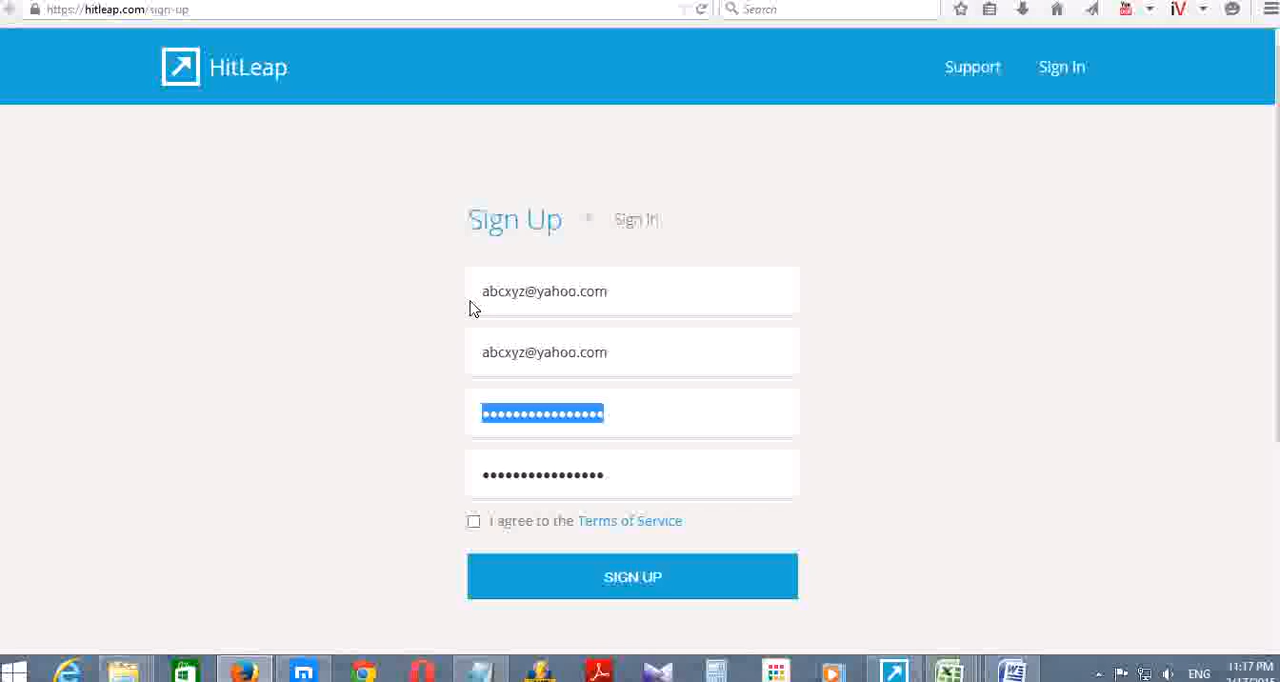 https://hitleap.com/sign-up
Search
HitLeap
Support
Sign In
Sign Up
Sign In
abcxyz@yahoo.com
abcxyz@yahoo.com
••••••••••••••••
••••••••••••••••
I agree to the Terms of Service
SIGN UP
ENG
11:17 PM